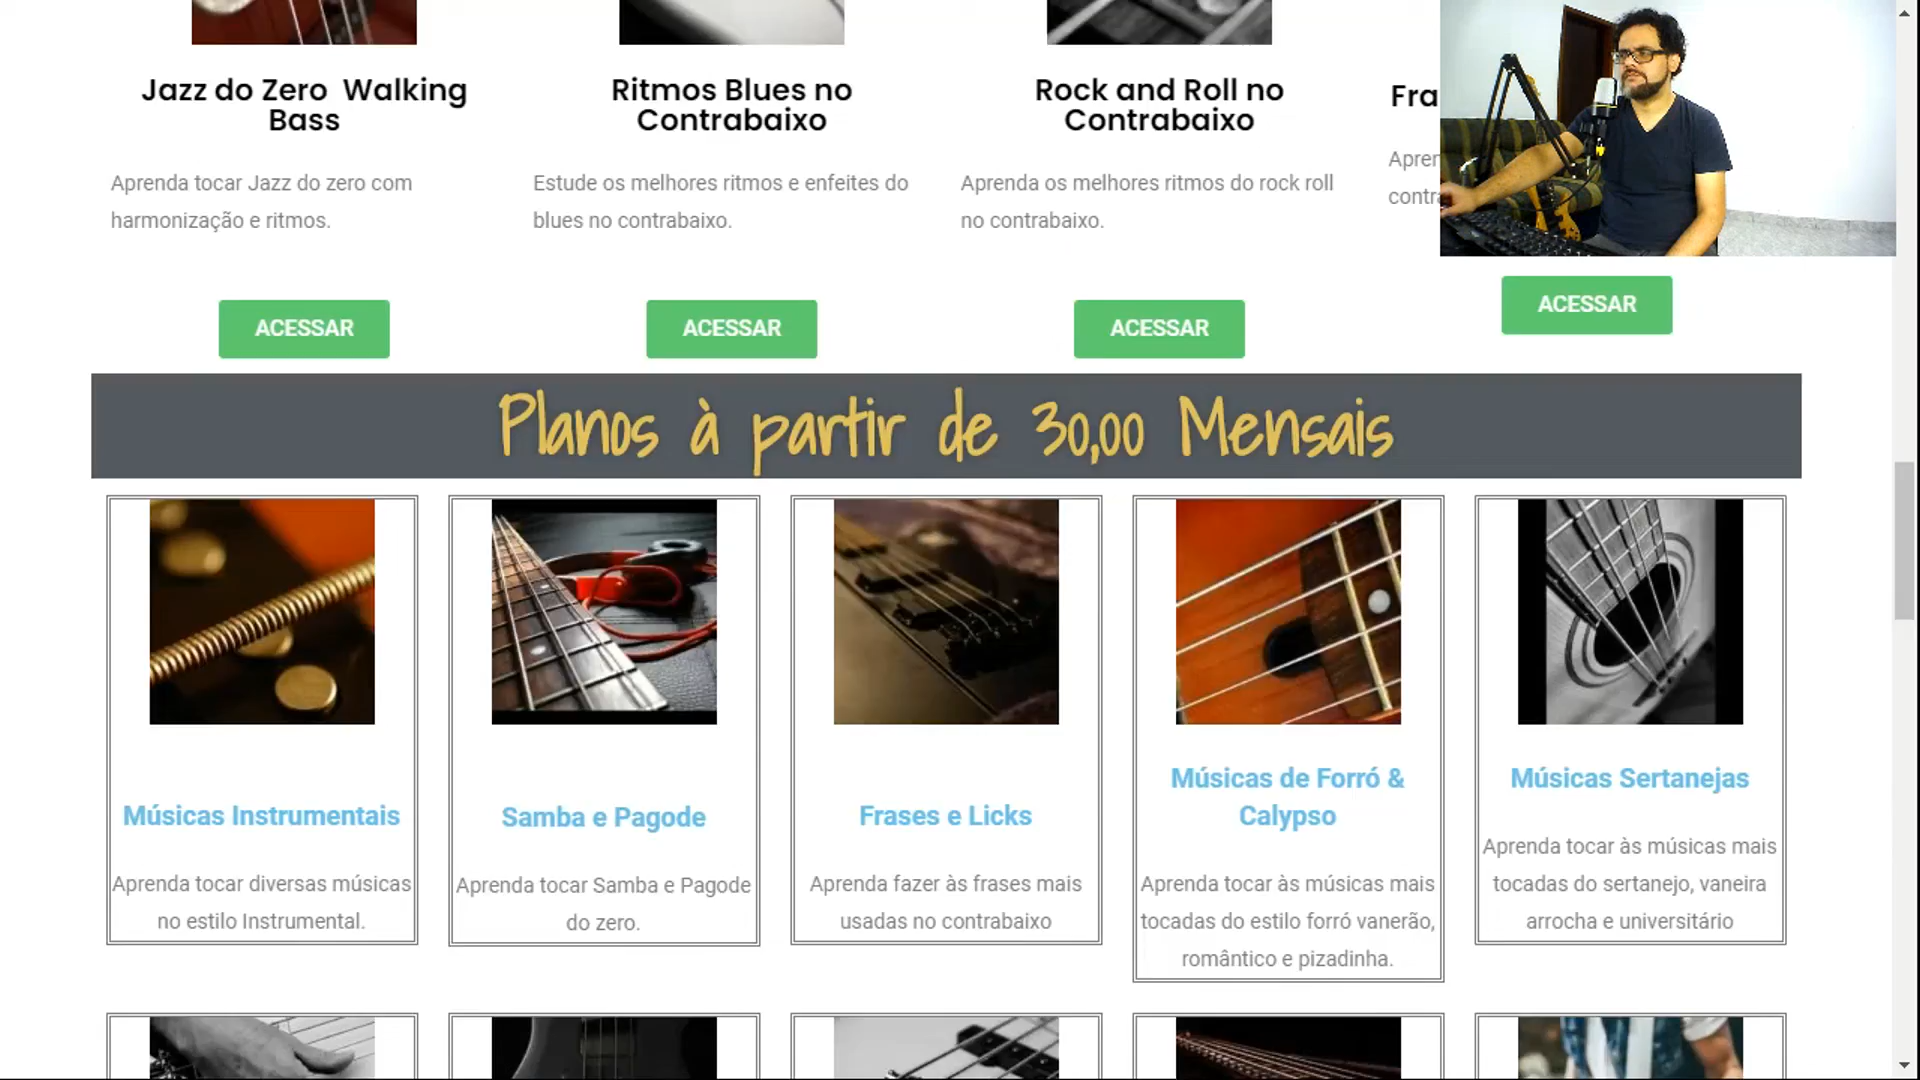 Jazz do Zero Walking
Bass
Aprenda tocar Jazz do zero com
harmonização e ritmos.
ACESSAR
Ritmos Blues no
Contrabaixo
Estude os melhores ritmos e enfeites do
blues no contrabaixo.
ACESSAR
Rock and Roll no
Contrabaixo
Aprenda os melhores ritmos do rock roll
no contrabaixo.
ACESSAR
Fra
Apren
contra
ACESSAR
Planos à partir de 30,00 Mensais
Músicas Instrumentais
Aprenda tocar diversas músicas
no estilo Instrumental.
Samba e Pagode
Aprenda tocar Samba e Pagode
do zero.
Frases e Licks
Aprenda fazer às frases mais
usadas no contrabaixo
Músicas de Forró &
Calypso
Aprenda tocar às músicas mais
tocadas do estilo forró vanerão,
romântico e pizadinha.
Músicas Sertanejas
Aprenda tocar às músicas mais
tocadas do sertanejo, vaneira
arrocha e universitário